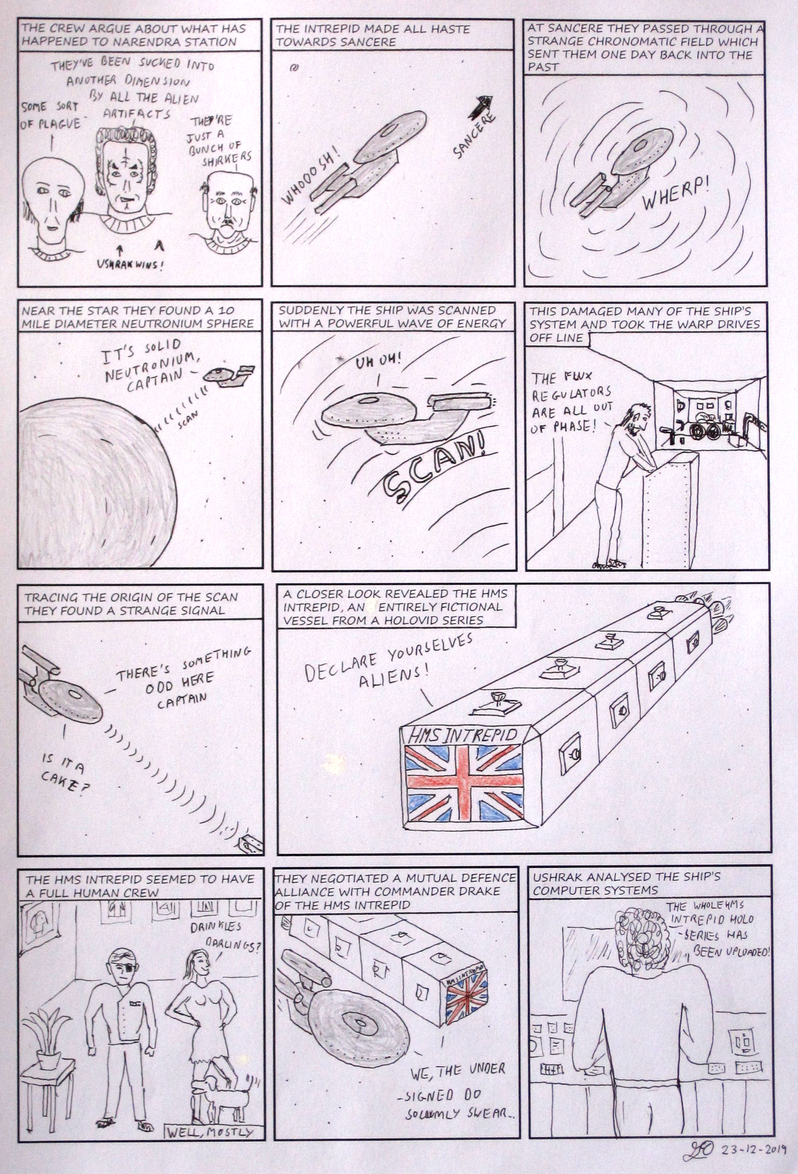 THE CREW ARGUE ABOUT WHAT HAS
HAPPENED TO NARENDRA STATION
THEY'VE BEEN SUCKED INTO
ANOTHER DIMENSION
BY ALL THE ALIEN
ARTIFACTS
SOME SORT
OF PLAGUE
THEY'RE
JUST A
BUNCH OF
SHIRKERS
USHRAK WINS!
THE INTREPID MADE ALL HASTE
TOWARDS SANCERE
WHOOOSH!
SANCERE
AT SANCERE THEY PASSED THROUGH A
STRANGE CHRONOMATIC FIELD WHICH
SENT THEM ONE DAY BACK INTO THE
PAST
WHERP!
NEAR THE STAR THEY FOUND A 10
MILE DIAMETER NEUTRONIUM SPHERE
IT'S SOLID
NEUTRONIUM,
CAPTAIN
SCAN
SUDDENLY THE SHIP WAS SCANNED
WITH A POWERFUL WAVE OF ENERGY
UH OH!
SCAN!
THIS DAMAGED MANY OF THE SHIP'S
SYSTEM AND TOOK THE WARP DRIVES
OFF LINE
THE FLUX
REGULATORS
ARE ALL OUT
OF PHASE!
TRACING THE ORIGIN OF THE SCAN
THEY FOUND A STRANGE SIGNAL
THERE'S SOMETHING
ODD HERE
CAPTAIN
IS IT A
CAKE?
A CLOSER LOOK REVEALED THE HMS
INTREPID, AN ENTIRELY FICTIONAL
VESSEL FROM A HOLOVID SERIES
DECLARE YOURSELVES
ALIENS!
HMS INTREPID
THE HMS INTREPID SEEMED TO HAVE
A FULL HUMAN CREW
DRINKLES
DARLINGS?
WELL, MOSTLY
THEY NEGOTIATED A MUTUAL DEFENCE
ALLIANCE WITH COMMANDER DRAKE
OF THE HMS INTREPID
HMS INTREPID
WE, THE UNDER
-SIGNED DO
SOLUMLY SWEAR..
USHRAK ANALYSED THE SHIP'S
COMPUTER SYSTEMS
THE WHOLE HMS
INTREPID HOLO
-SERIES HAS
BEEN UPLOADED!
23-12-2019